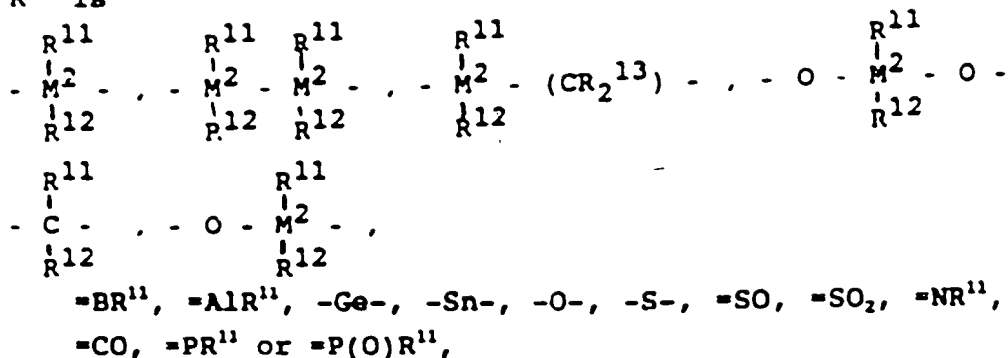 R¹¹ R¹¹ R¹¹ R¹¹ R¹¹
- M² - , - M² - M² - , - M² - (CR₂¹³) - , - O - M² - O -
R¹² R¹² R¹² R¹² R¹²
R¹¹ R¹¹
- C - , - O - M² - ,
R¹² R¹²
=BR¹¹, =AlR¹¹, -Ge-, -Sn-, -O-, -S-, =SO, =SO₂, =NR¹¹,
=CO, =PR¹¹ or =P(O)R¹¹,